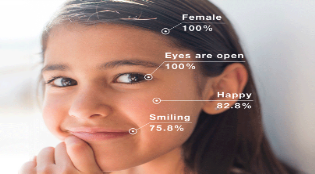 Female
100%
Eyes are open
100%
Happy
82.8%
Smiling
75.8%